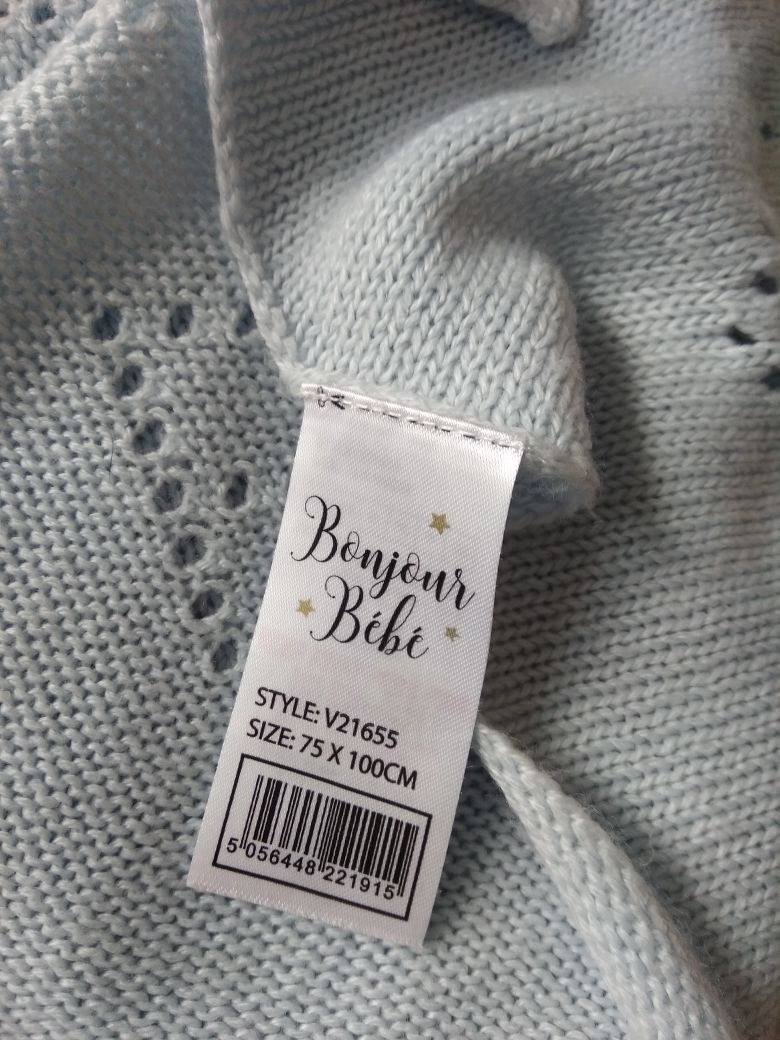 Bonjour
Bébé
STYLE: V21655
SIZE: 75 X 100CM
5 056448 221915